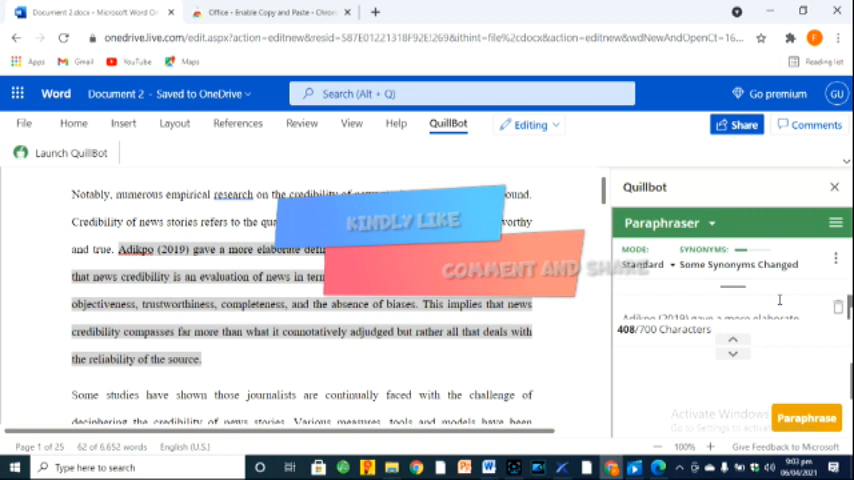 Document 2.docx - Microsoft Word On
Office - Enable Copy and Paste - Chrom
onedrive.live.com/edit.aspx?action=editnew&resid=587E01221318F92E!269&ithint=file%2cdocx&action=editnew&wdNewAndOpenCt=16...
Apps Gmail YouTube Maps Reading list
Word Document 2 - Saved to OneDrive Search (Alt + Q) Go premium GU
File Home Insert Layout References Review View Help QuillBot Editing Share Comments
Launch QuillBot
Notably, numerous empirical research on the credibility of
Credibility of news stories refers to the
and true. Adikpo (2019) gave a more elaborate
that news credibility is an evaluation of news in
objectiveness, trustworthiness, completeness, and the absence of biases. This implies that news
credibility compasses far more than what it connotatively adjudged but rather all that deals with
the reliability of the source.
Some studies have shown those journalists are continually faced with the challenge of
deciphering the credibility of news stories. Various measures, tools and models have been
KINDLY LIKE
COMMENT AND SHARE
Quillbot
Paraphraser
MODE: SYNONYMS:
Standard Some Synonyms Changed
Adikpo (2019) gave a more elaborate
408/700 Characters
Activate Windows
Go to Settings to activate
Paraphrase
Page 1 of 25 62 of 6,652 words English (U.S.) 100% Give Feedback to Microsoft
Type here to search
9:03 pm
06/04/2021